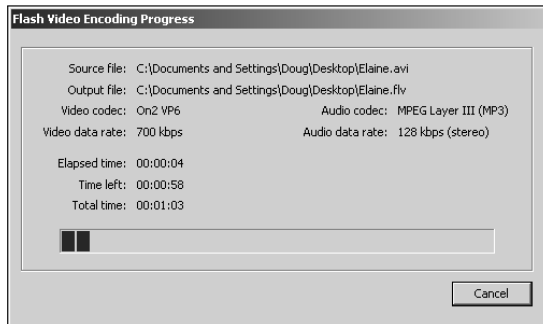 Flash Video Encoding Progress
Source file: C:\Documents and Settings\Doug\Desktop\Elaine.avi
Output file: C:\Documents and Settings\Doug\Desktop\Elaine.flv
Video codec: On2 VP6 Audio codec: MPEG Layer III (MP3)
Video data rate: 700 kbps Audio data rate: 128 kbps (stereo)
Elapsed time: 00:00:04
Time left: 00:00:58
Total time: 00:01:03
Cancel